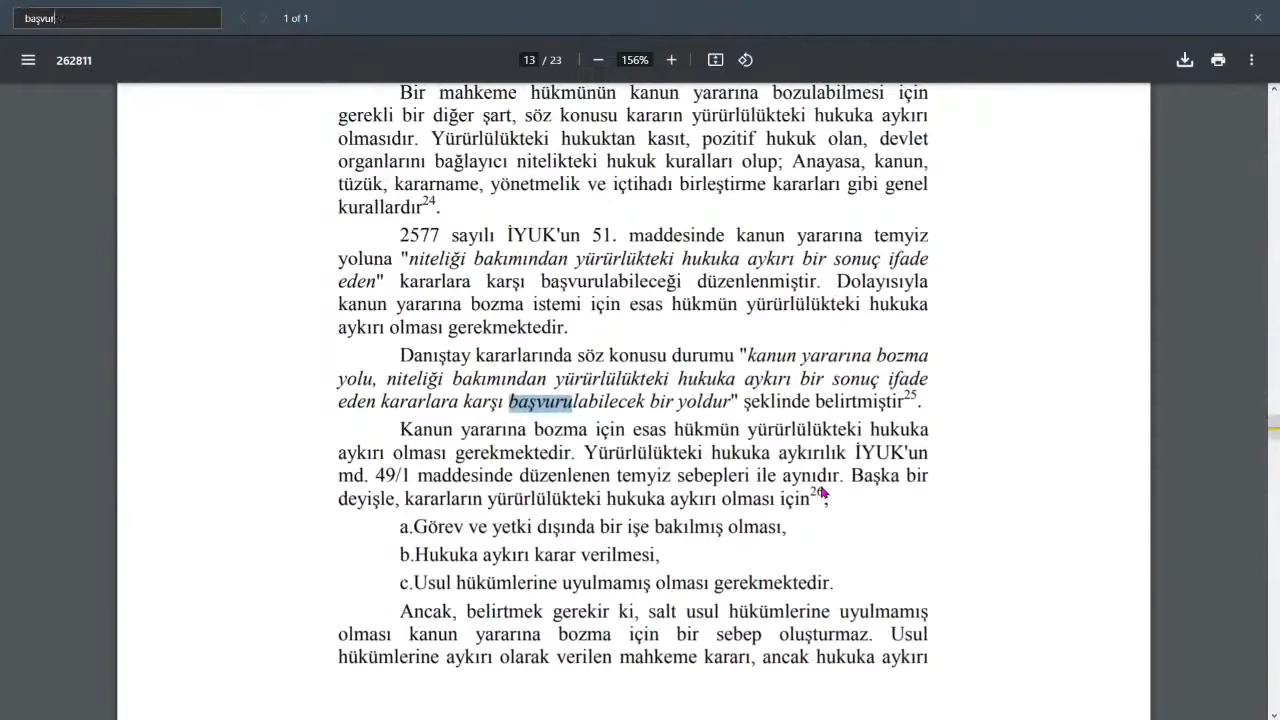 başvur
1 of 1
262811
13 / 23
156%
Bir mahkeme hükmünün kanun yararına bozulabilmesi için
gerekli bir diğer şart, söz konusu kararın yürürlülükteki hukuka aykırı
olmasıdır. Yürürlülükteki hukuktan kasıt, pozitif hukuk olan, devlet
organlarını bağlayıcı nitelikteki hukuk kuralları olup; Anayasa, kanun,
tüzük, kararname, yönetmelik ve içtihadı birleştirme kararları gibi genel
kurallardır24.
2577 sayılı İYUK'un 51. maddesinde kanun yararına temyiz
yoluna "niteliği bakımından yürürlükteki hukuka aykırı bir sonuç ifade
eden" kararlara karşı başvurulabileceği düzenlenmiştir. Dolayısıyla
kanun yararına bozma istemi için esas hükmün yürürlülükteki hukuka
aykırı olması gerekmektedir.
Danıştay kararlarında söz konusu durumu "kanun yararına bozma
yolu, niteliği bakımından yürürlülükteki hukuka aykırı bir sonuç ifade
eden kararlara karşı başvurulabilecek bir yoldur" şeklinde belirtmiştir25.
Kanun yararına bozma için esas hükmün yürürlülükteki hukuka
aykırı olması gerekmektedir. Yürürlülükteki hukuka aykırılık İYUK'un
md. 49/1 maddesinde düzenlenen temyiz sebepleri ile aynıdır. Başka bir
deyişle, kararların yürürlülükteki hukuka aykırı olması için26;
a.Görev ve yetki dışında bir işe bakılmış olması,
b.Hukuka aykırı karar verilmesi,
c.Usul hükümlerine uyulmamış olması gerekmektedir.
Ancak, belirtmek gerekir ki, salt usul hükümlerine uyulmamış
olması kanun yararına bozma için bir sebep oluşturmaz. Usul
hükümlerine aykırı olarak verilen mahkeme kararı, ancak hukuka aykırı